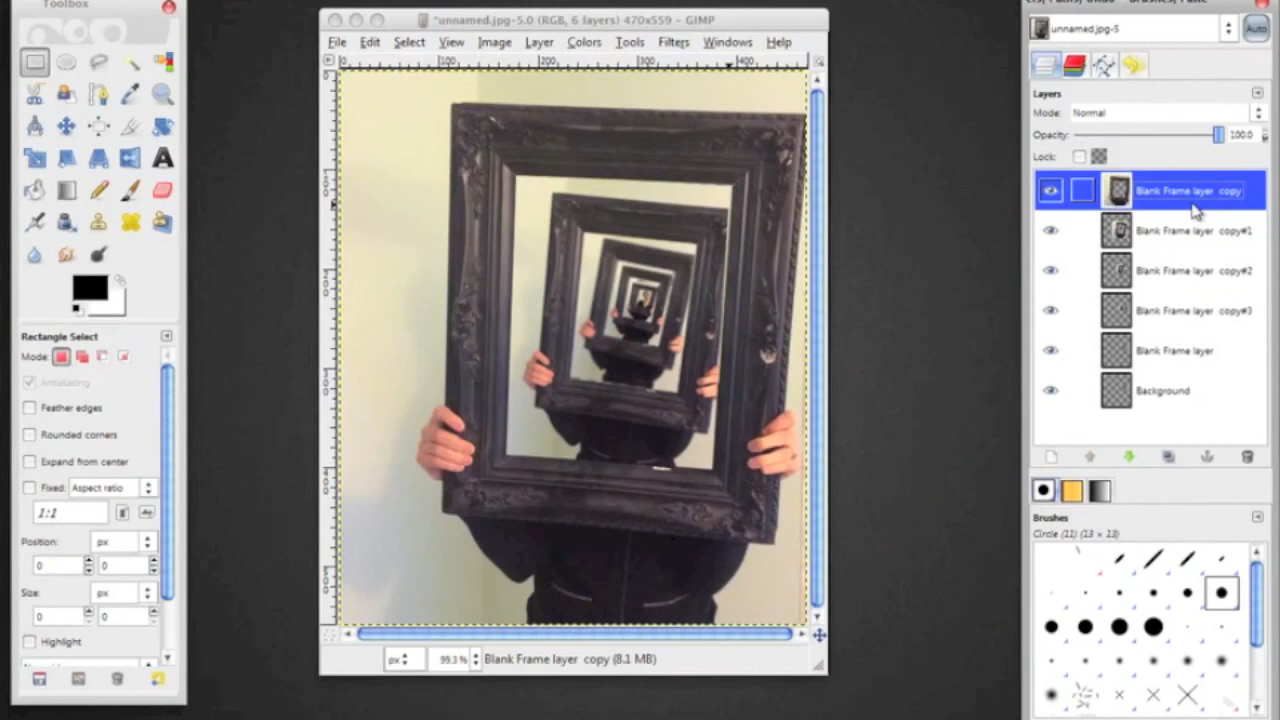 Toolbox
Rectangle Select
Mode:
Antialiasing
Feather edges
Rounded corners
Expand from center
Fixed: Aspect ratio
1:1
Position: px
0 0
Size: px
0 0
Highlight
*unnamed.jpg-5.0 (RGB, 6 layers) 470x559 – GIMP
File Edit Select View Image Layer Colors Tools Filters Windows Help
0 100 200 300 400
px 99.3% Blank Frame layer copy (8.1 MB)
unnamed.jpg-5 Auto
Layers
Mode: Normal
Opacity: 100.0
Lock:
Blank Frame layer copy
Blank Frame layer copy#1
Blank Frame layer copy#2
Blank Frame layer copy#3
Blank Frame layer
Background
Brushes
Circle (11) (13 × 13)